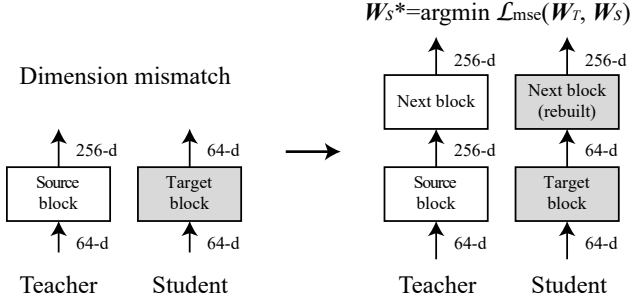 W_S*=argmin ℒmse(W_T, W_S)
Dimension mismatch
256-d
64-d
Source
block
Target
block
64-d
64-d
Teacher
Student
256-d
256-d
Next block
Next block
(rebuilt)
256-d
64-d
Source
block
Target
block
64-d
64-d
Teacher
Student